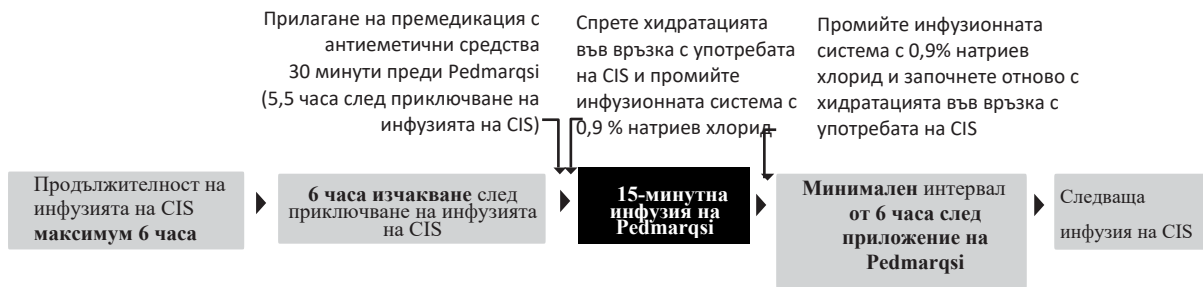 Прилагане на премедикация с
антиеметични средства
30 минути преди Pedmarqsi
(5,5 часа след приключване на
инфузията на CIS)
Спрете хидратацията
във връзка с употребата
на CIS и промийте
инфузионната система с
0,9 % натриев хлорид
Промийте инфузионната
система с 0,9% натриев
хлорид и започнете отново с
хидратацията във връзка с
употребата на CIS
Продължителност на
инфузията на CIS
максимум 6 часа
6 часа изчакване след
приключване на инфузията
на CIS
15-минутна
инфузия на
Pedmarqsi
Минимален интервал
от 6 часа след
приложение на
Pedmarqsi
Следваща
инфузия на CIS